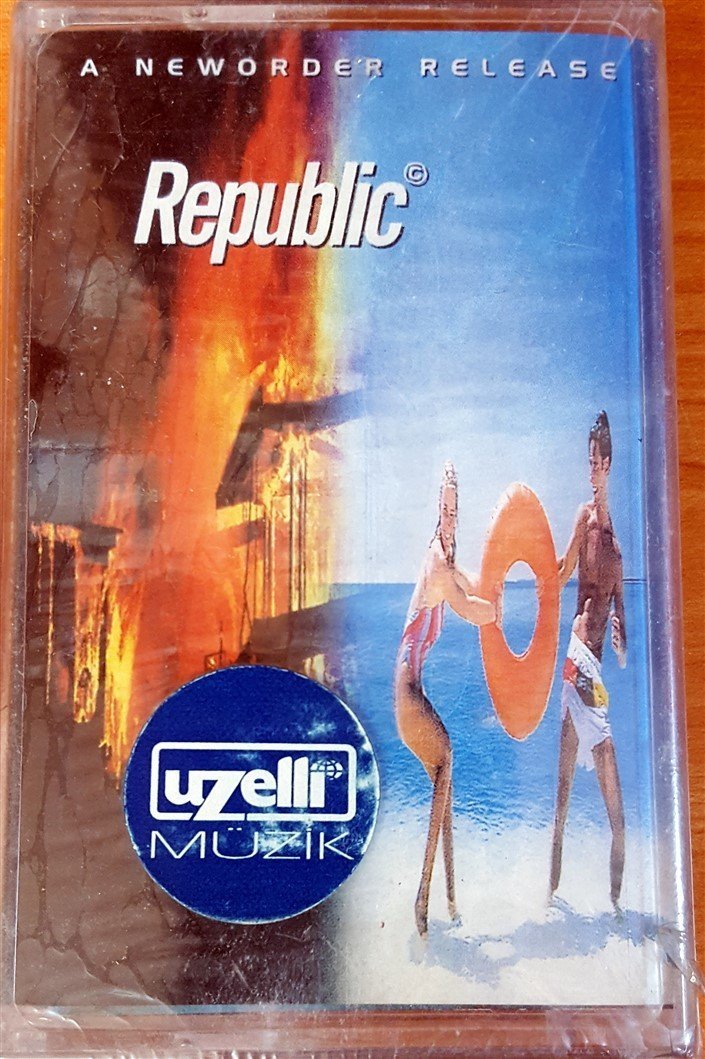 A NEWORDER RELEASE
Republic©
uzelli
MÜZİK